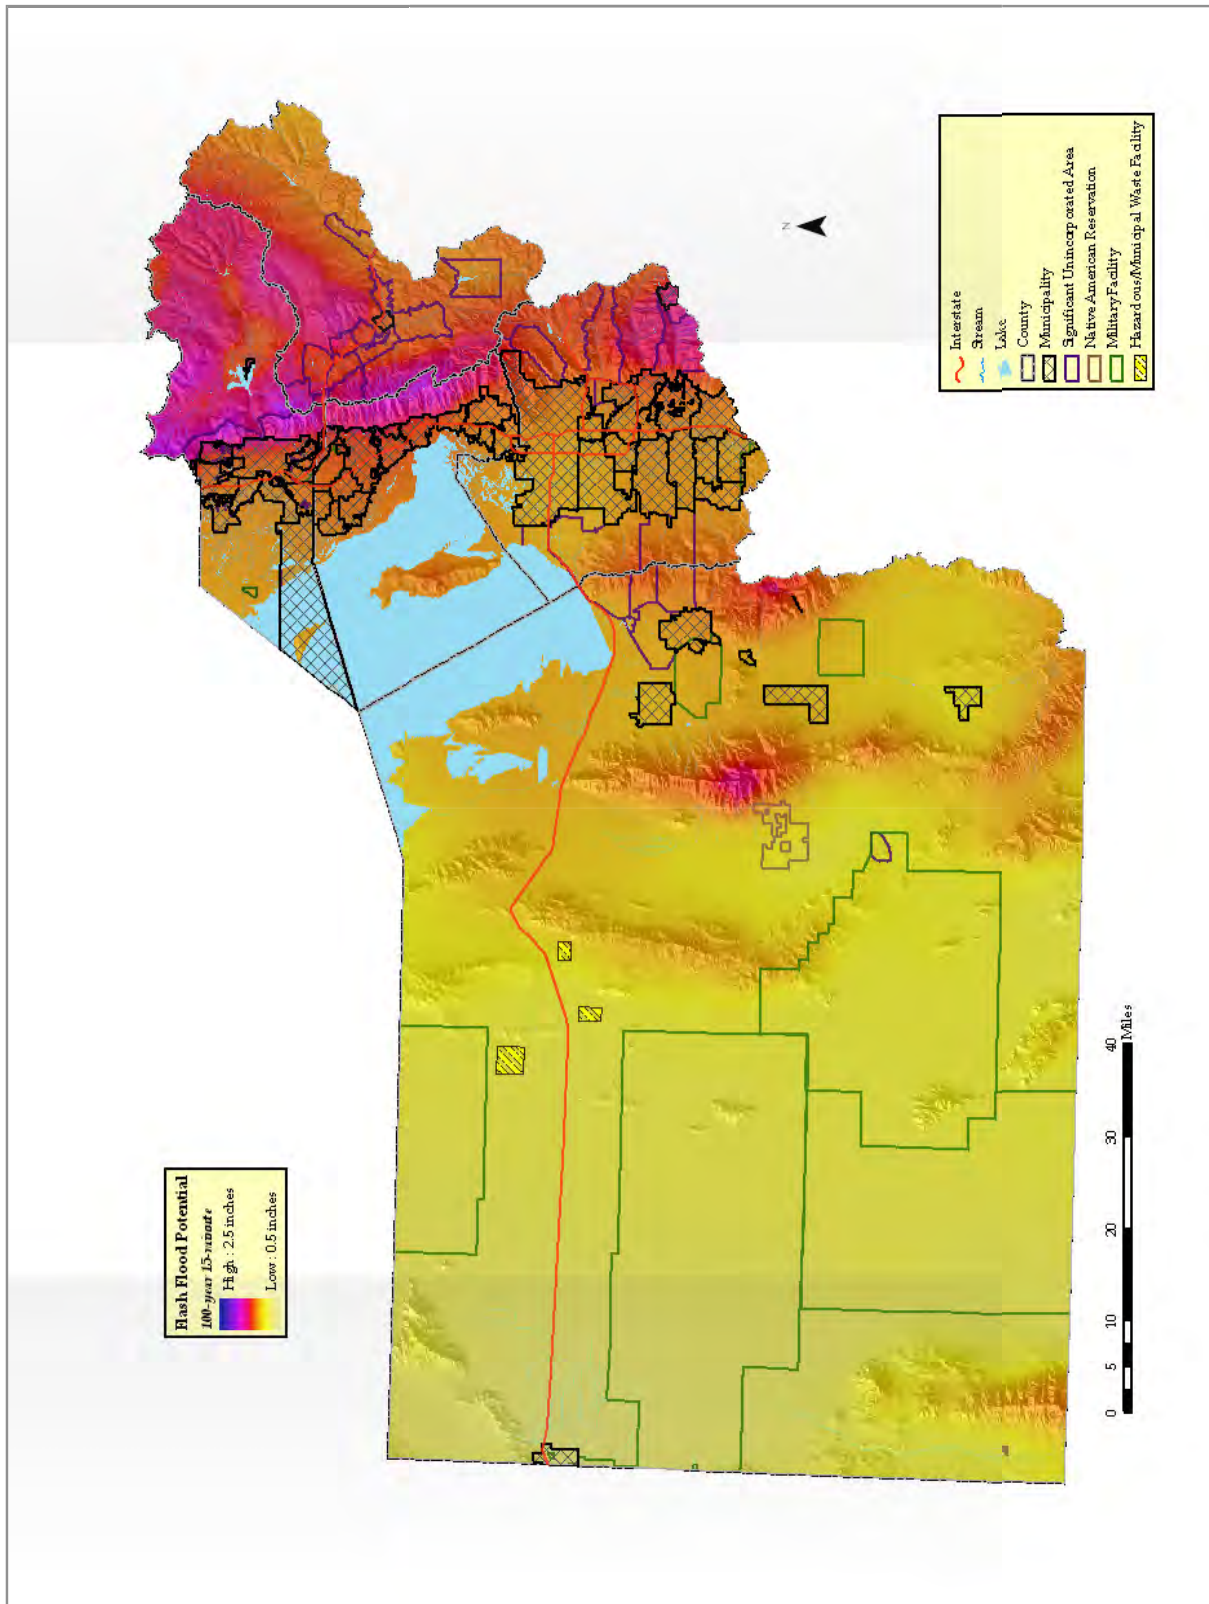 Flash Flood Potential
100-year 15-minute
High : 2.5 inches
Low : 0.5 inches
N
Interstate
Stream
Lake
County
Municipality
Significant Unincorporated Area
Native American Reservation
Military Facility
Hazardous/Municipal Waste Facility
0 5 10 20 30 40
Miles